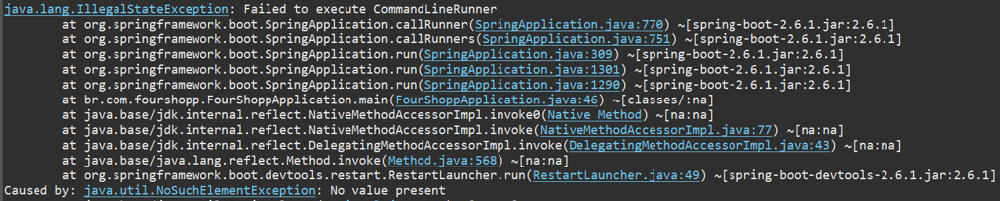 java.lang.IllegalStateException: Failed to execute CommandLineRunner
at org.springframework.boot.SpringApplication.callRunner(SpringApplication.java:770) ~[spring-boot-2.6.1.jar:2.6.1]
at org.springframework.boot.SpringApplication.callRunners(SpringApplication.java:751) ~[spring-boot-2.6.1.jar:2.6.1]
at org.springframework.boot.SpringApplication.run(SpringApplication.java:309) ~[spring-boot-2.6.1.jar:2.6.1]
at org.springframework.boot.SpringApplication.run(SpringApplication.java:1301) ~[spring-boot-2.6.1.jar:2.6.1]
at org.springframework.boot.SpringApplication.run(SpringApplication.java:1290) ~[spring-boot-2.6.1.jar:2.6.1]
at br.com.fourshopp.FourShoppApplication.main(FourShoppApplication.java:46) ~[classes/:na]
at java.base/jdk.internal.reflect.NativeMethodAccessorImpl.invoke0(Native Method) ~[na:na]
at java.base/jdk.internal.reflect.NativeMethodAccessorImpl.invoke(NativeMethodAccessorImpl.java:77) ~[na:na]
at java.base/jdk.internal.reflect.DelegatingMethodAccessorImpl.invoke(DelegatingMethodAccessorImpl.java:43) ~[na:na]
at java.base/java.lang.reflect.Method.invoke(Method.java:568) ~[na:na]
at org.springframework.boot.devtools.restart.RestartLauncher.run(RestartLauncher.java:49) ~[spring-boot-devtools-2.6.1.jar:2.6.1]
Caused by: java.util.NoSuchElementException: No value present